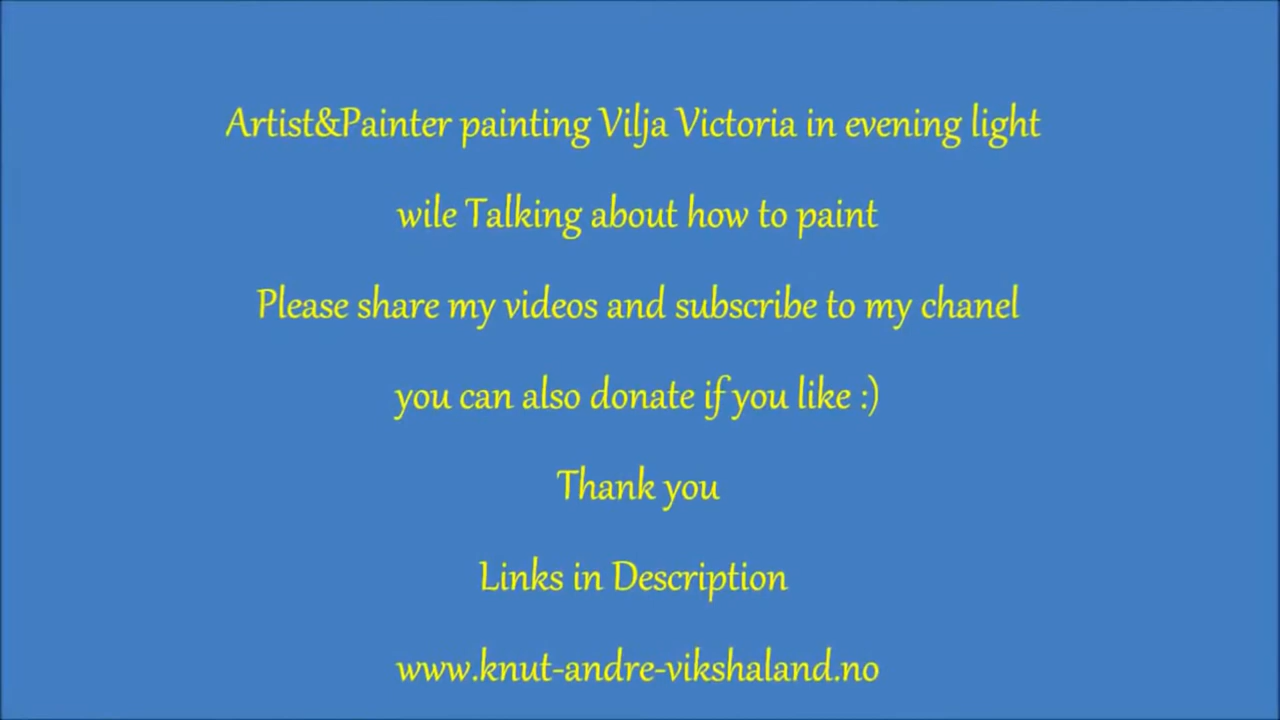 Artist&Painter painting Vilja Victoria in evening light
wile Talking about how to paint
Please share my videos and subscribe to my chanel
you can also donate if you like :)
Thank you
Links in Description
www.knut-andre-vikshaland.no